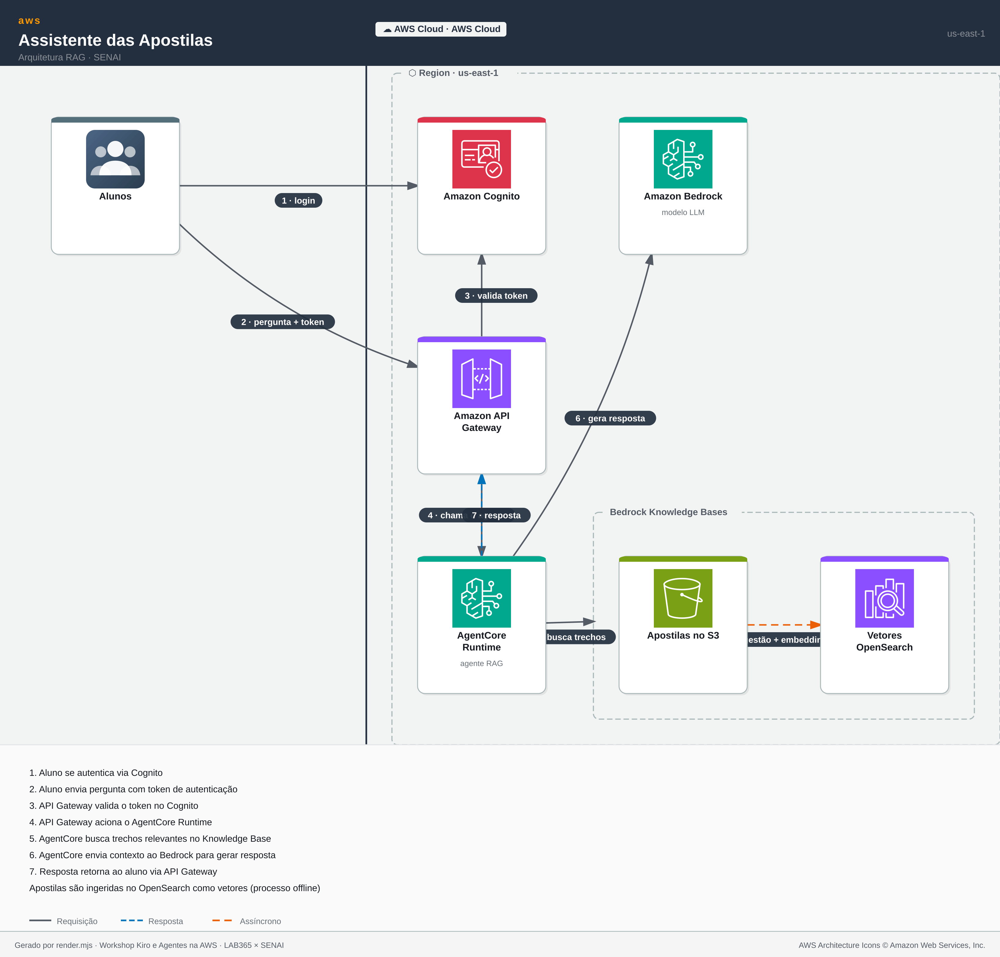 aws
Assistente das Apostilas
Arquitetura RAG · SENAI
AWS Cloud · AWS Cloud
us-east-1
Region · us-east-1
Alunos
Amazon Cognito
Amazon Bedrock
modelo LLM
1 · login
3 · valida token
2 · pergunta + token
Amazon API
Gateway
6 · gera resposta
4 · cham
7 · resposta
Bedrock Knowledge Bases
AgentCore
Runtime
agente RAG
busca trechos
Apostilas no S3
estão + embeddin
Vetores
OpenSearch
1. Aluno se autentica via Cognito
2. Aluno envia pergunta com token de autenticação
3. API Gateway valida o token no Cognito
4. API Gateway aciona o AgentCore Runtime
5. AgentCore busca trechos relevantes no Knowledge Base
6. AgentCore envia contexto ao Bedrock para gerar resposta
7. Resposta retorna ao aluno via API Gateway
Apostilas são ingeridas no OpenSearch como vetores (processo offline)
Requisição
Resposta
Assíncrono
Gerado por render.mjs · Workshop Kiro e Agentes na AWS · LAB365 × SENAI
AWS Architecture Icons © Amazon Web Services, Inc.